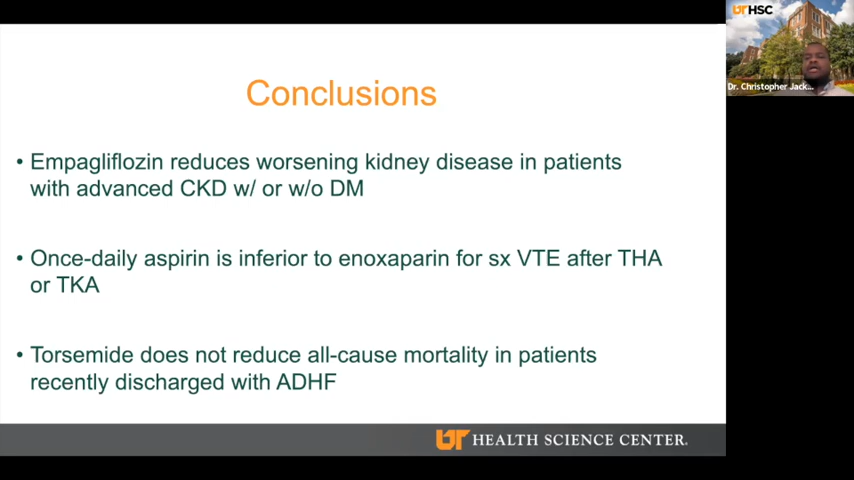 Conclusions
• Empagliflozin reduces worsening kidney disease in patients
with advanced CKD w/ or w/o DM
• Once-daily aspirin is inferior to enoxaparin for sx VTE after THA
or TKA
• Torsemide does not reduce all-cause mortality in patients
recently discharged with ADHF
UT HEALTH SCIENCE CENTER.
UTHSC
Dr. Christopher Jack...